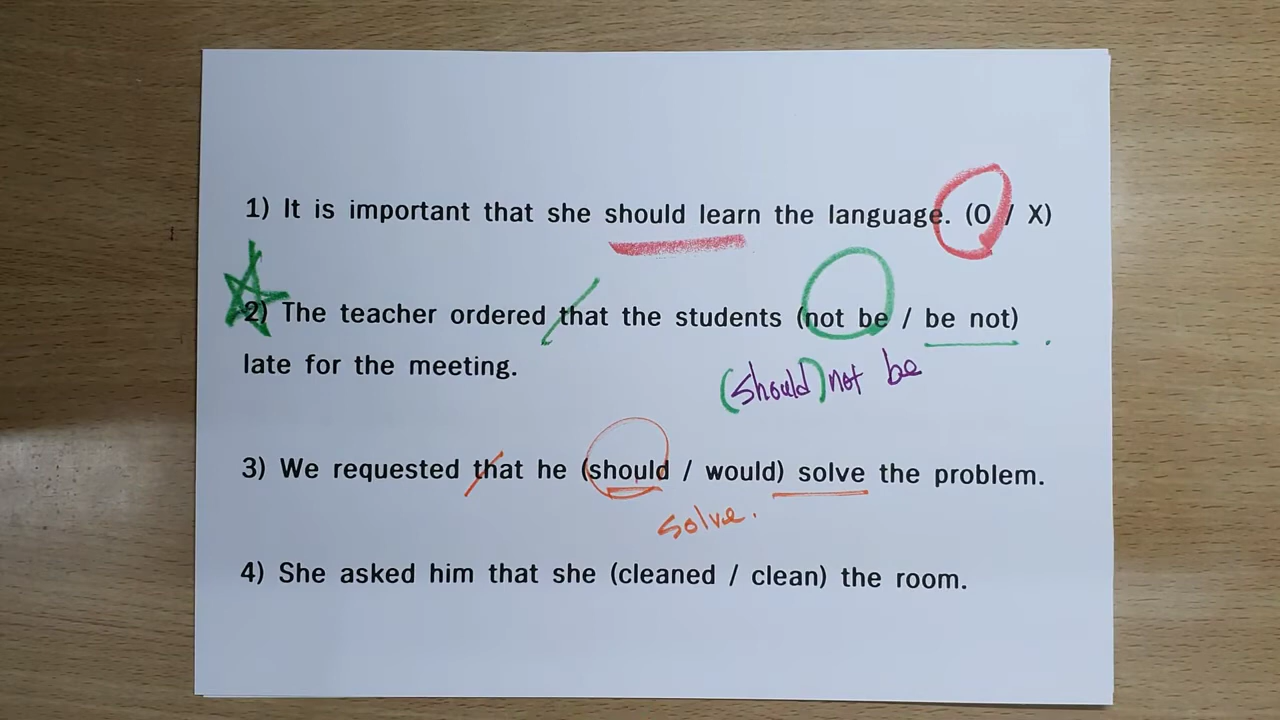 1) It is important that she should learn the language. (O / X)
2) The teacher ordered that the students (not be / be not)
late for the meeting.
(should) not be
3) We requested that he (should / would) solve the problem.
solve.
4) She asked him that she (cleaned / clean) the room.